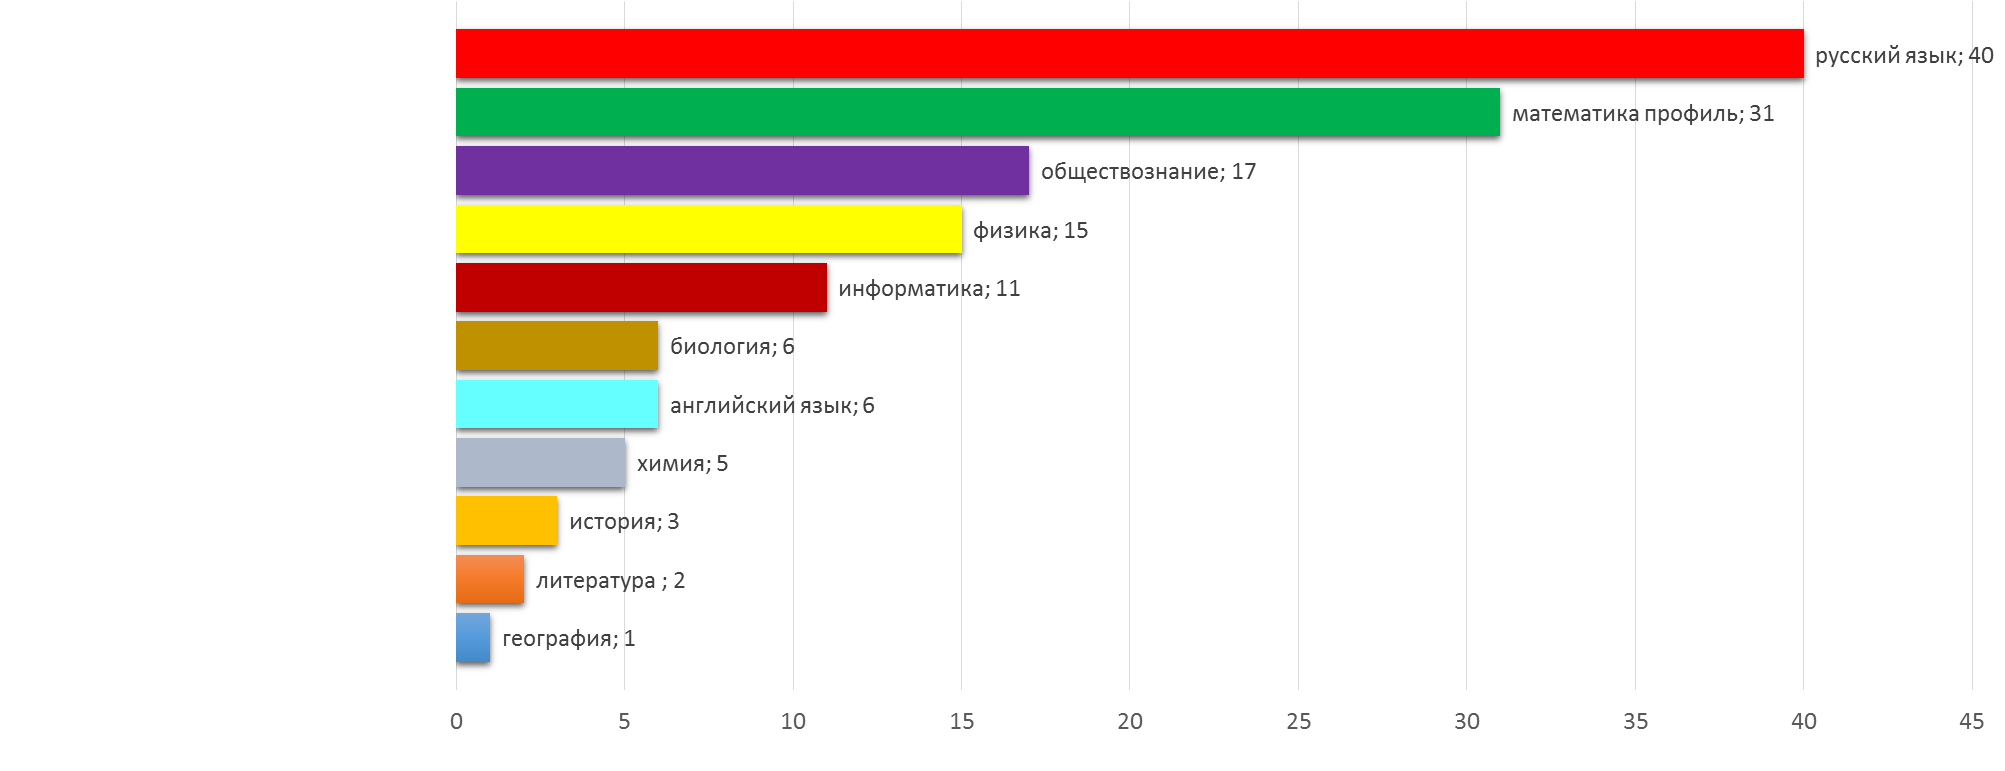 русский язык; 40
математика профиль; 31
обществознание; 17
физика; 15
информатика; 11
биология; 6
английский язык; 6
химия; 5
история; 3
литература ; 2
география; 1
0 5 10 15 20 25 30 35 40 45